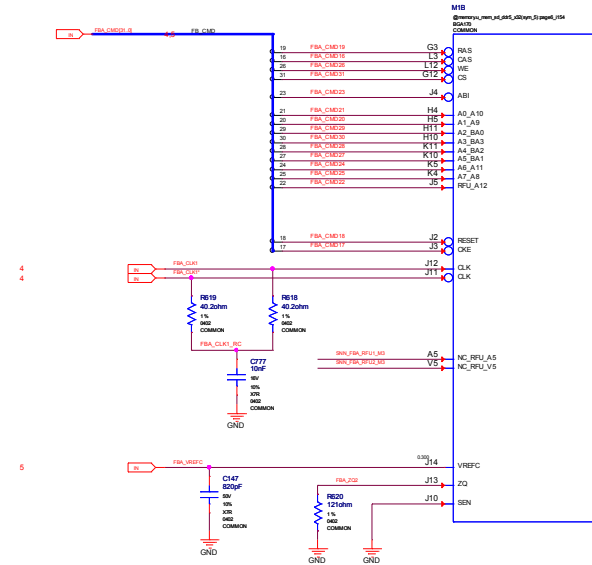 M1B
@memoryu_mem_sd_ddr5_x32(sym_5):page6_i154
BGA170
COMMON
IN FBA_CMD[31..0] FB_CMD
19 FBA_CMD19 G3 RAS
16 FBA_CMD16 L3 CAS
26 FBA_CMD26 L12 WE
31 FBA_CMD31 G12 CS
23 FBA_CMD23 J4 ABI
21 FBA_CMD21 H4 A0_A10
20 FBA_CMD20 H5 A1_A9
29 FBA_CMD29 H11 A2_BA0
30 FBA_CMD30 H10 A3_BA3
28 FBA_CMD28 K11 A4_BA2
27 FBA_CMD27 K10 A5_BA1
24 FBA_CMD24 K5 A6_A11
25 FBA_CMD25 K4 A7_A8
22 FBA_CMD22 J5 RFU_A12
18 FBA_CMD18 J2 RESET
17 FBA_CMD17 J3 CKE
4 IN FBA_CLK1 J12 CLK
4 IN FBA_CLK1* J11 CLK
R619 R618
40.2ohm 40.2ohm
1% 1%
0402 0402
COMMON COMMON
FBA_CLK1_RC
SNN_FBA_RFU1_M3 A5 NC_RFU_A5
SNN_FBA_RFU2_M3 V5 NC_RFU_V5
C777
10nF
16V
10%
X7R
0402
COMMON
GND
0.300
5 IN FBA_VREFC J14 VREFC
C147
820pF
50V
10%
X7R
0402
COMMON
GND
FBA_ZQ2 J13 ZQ
R620
121ohm
1%
0402
COMMON
J10 SEN
GND GND